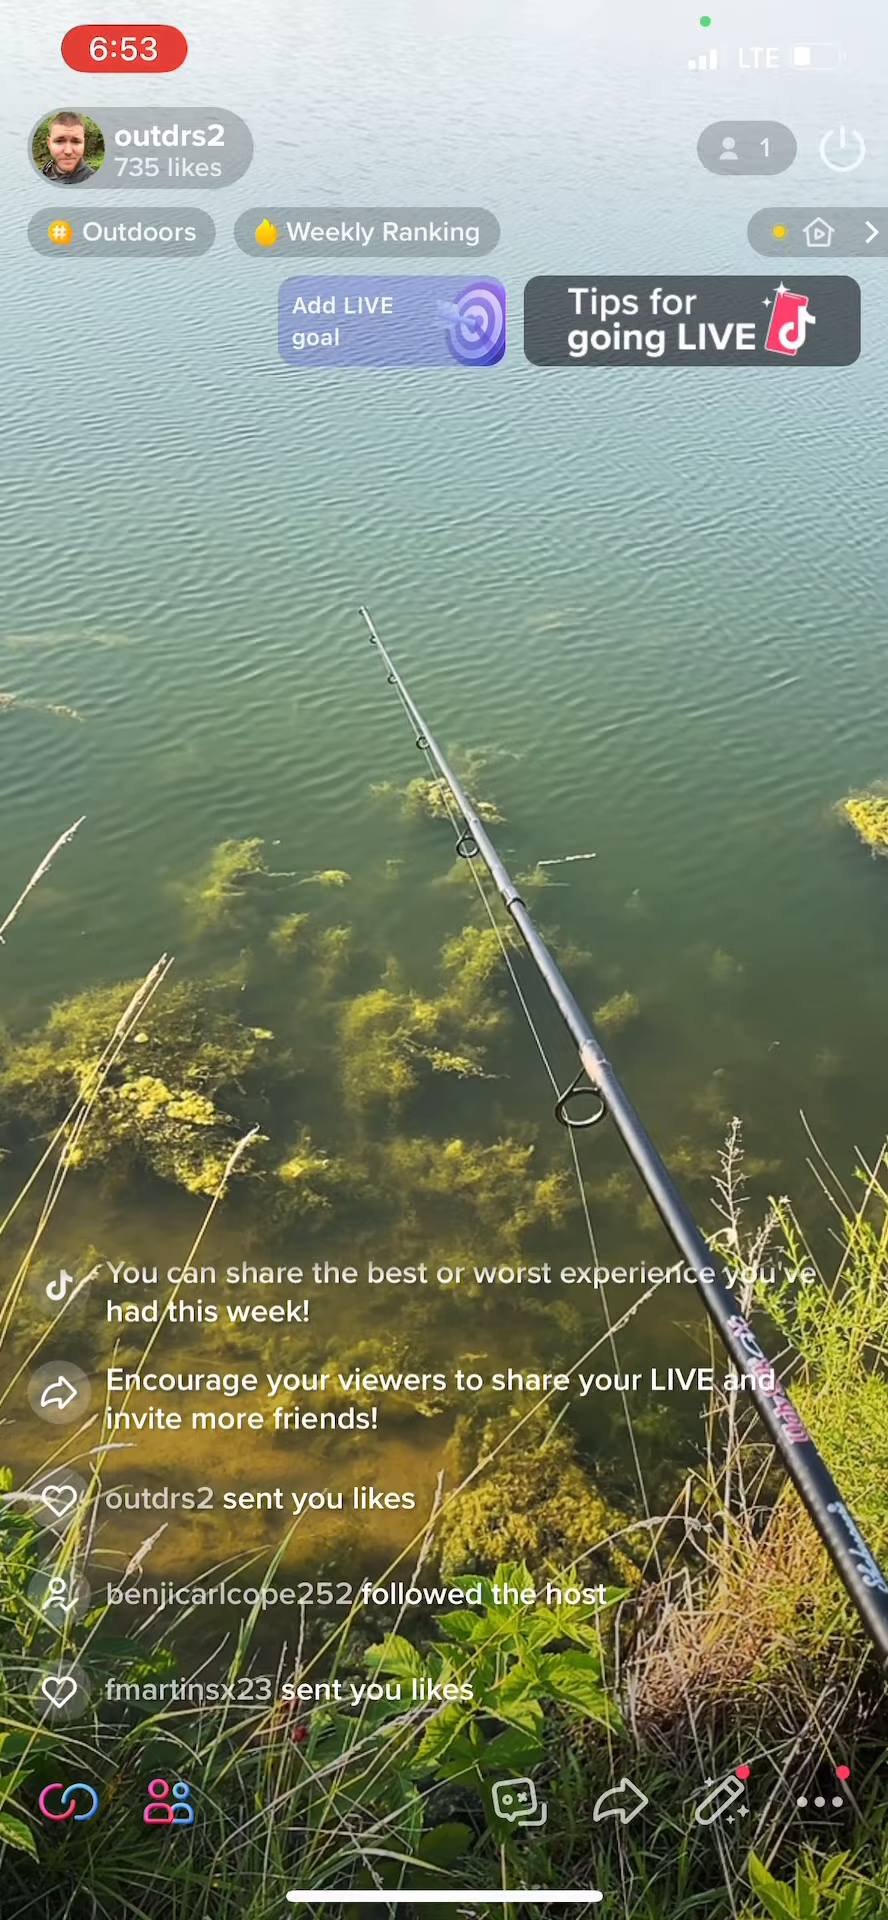 6:53
LTE
outdrs2
735 likes
1
# Outdoors
Weekly Ranking
Add LIVE
goal
Tips for
going LIVE
You can share the best or worst experience you've
had this week!
Encourage your viewers to share your LIVE and
invite more friends!
outdrs2 sent you likes
benjicarlcope252 followed the host
fmartinsx23 sent you likes